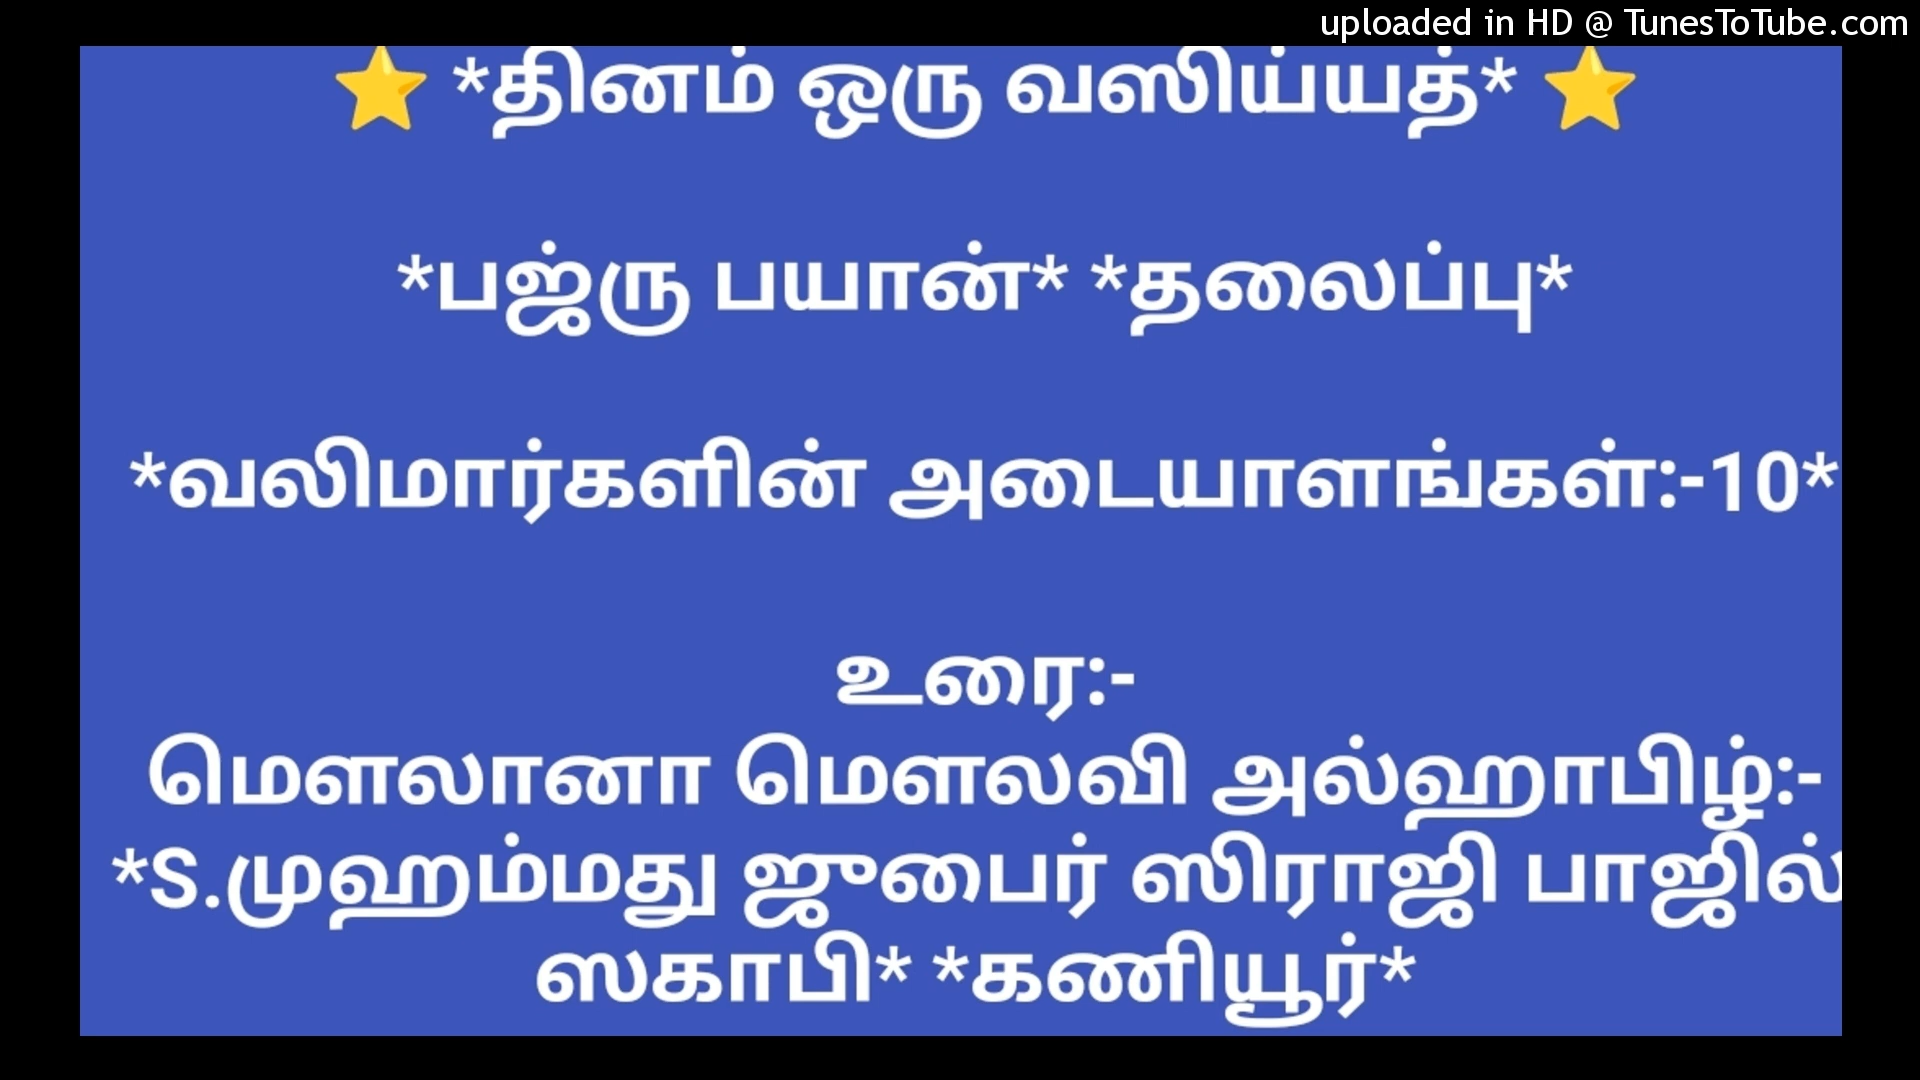 uploaded in HD @ TunesToTube.com
⭐ *தினம் ஒரு வஸிய்யத்* ⭐
*பஜ்ரு பயான்* *தலைப்பு*
*வலிமார்களின் அடையாளங்கள்:-10*
உரை:-
மௌலானா மௌலவி அல்ஹாபிழ்:-
*S.முஹம்மது ஜுபைர் ஸிராஜி பாஜில்
ஸகாபி* *கணியூர்*